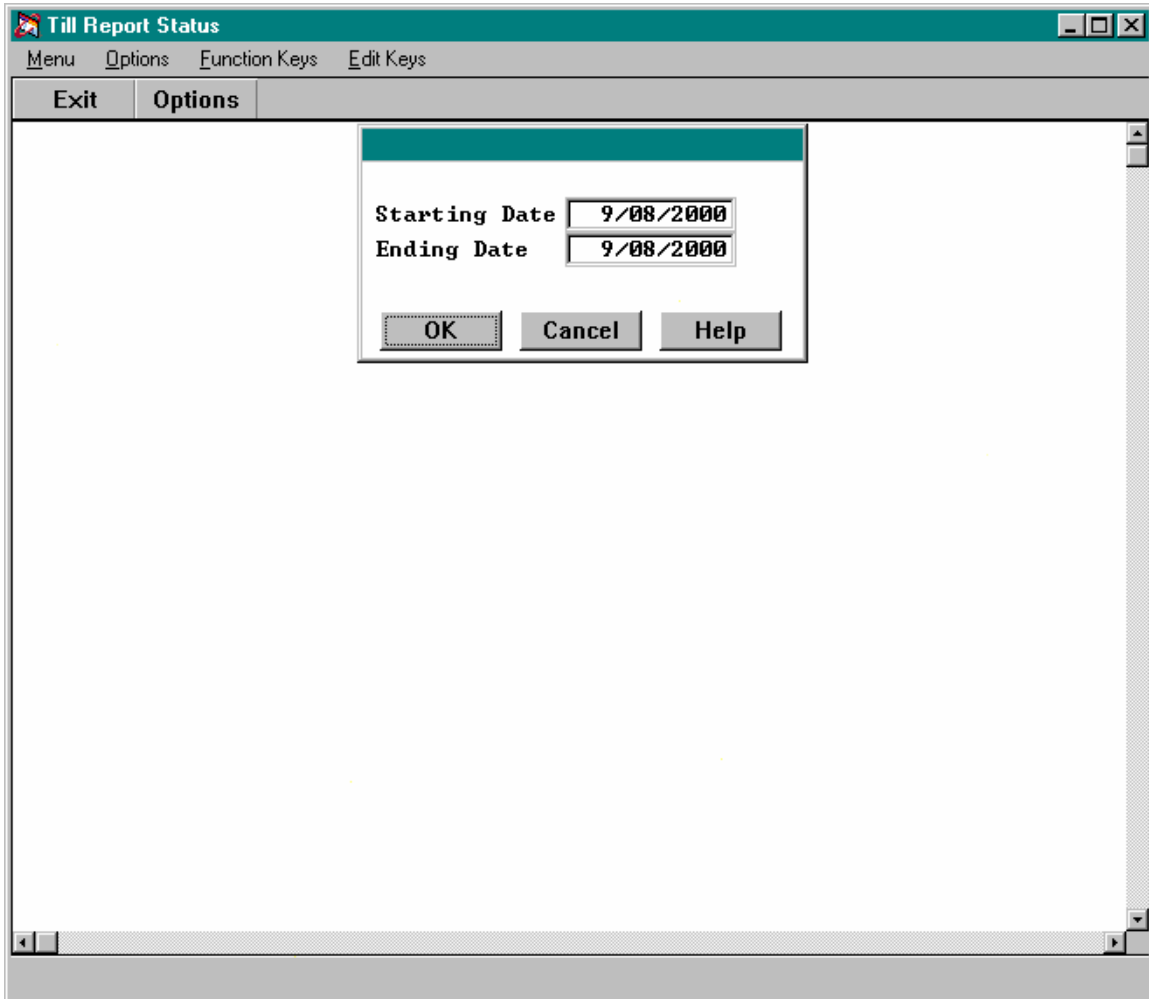 Till Report Status
Menu Options Function Keys Edit Keys
Exit Options
Starting Date 9/08/2000
Ending Date 9/08/2000
OK Cancel Help